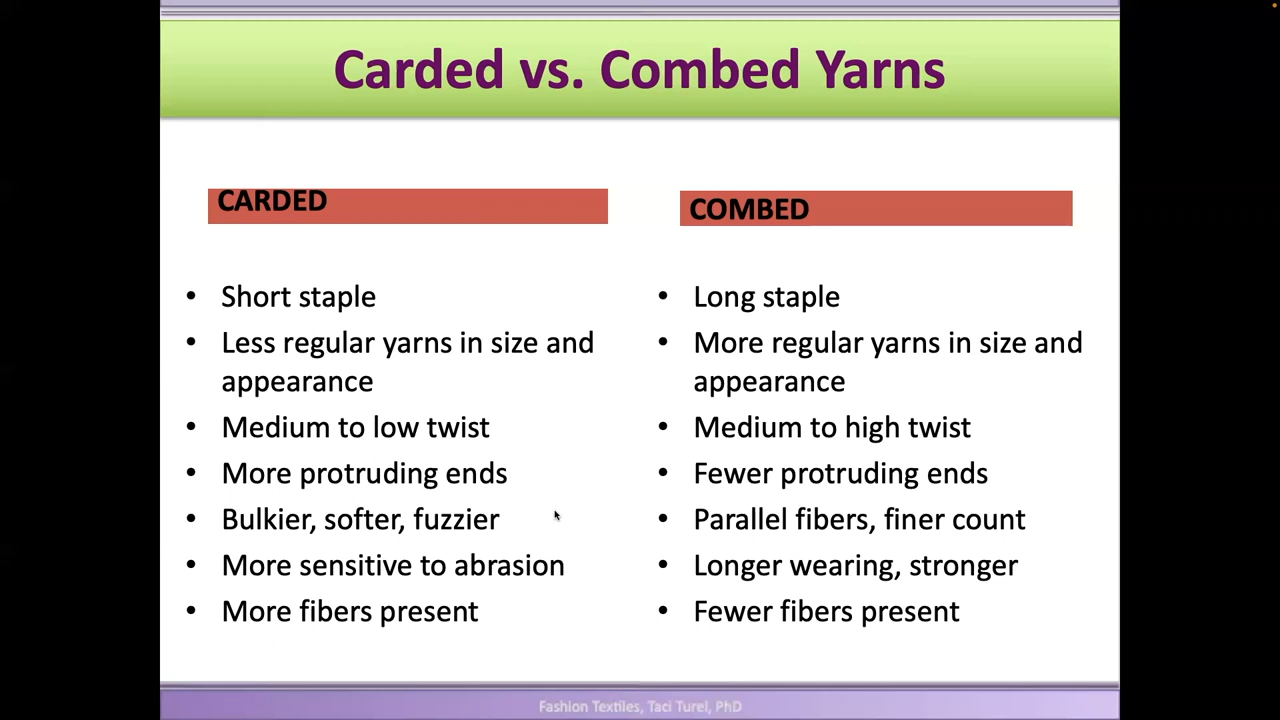 Carded vs. Combed Yarns
CARDED
• Short staple
• Less regular yarns in size and
appearance
• Medium to low twist
• More protruding ends
• Bulkier, softer, fuzzier
• More sensitive to abrasion
• More fibers present
COMBED
• Long staple
• More regular yarns in size and
appearance
• Medium to high twist
• Fewer protruding ends
• Parallel fibers, finer count
• Longer wearing, stronger
• Fewer fibers present
Fashion Textiles, Taci Turel, PhD